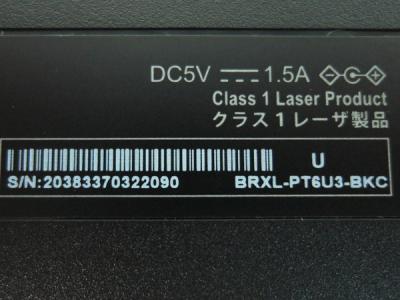 DC5V ⎓ 1.5A
Class 1 Laser Product
クラス1レーザ製品
U
S/N:20383370322090 BRXL-PT6U3-BKC